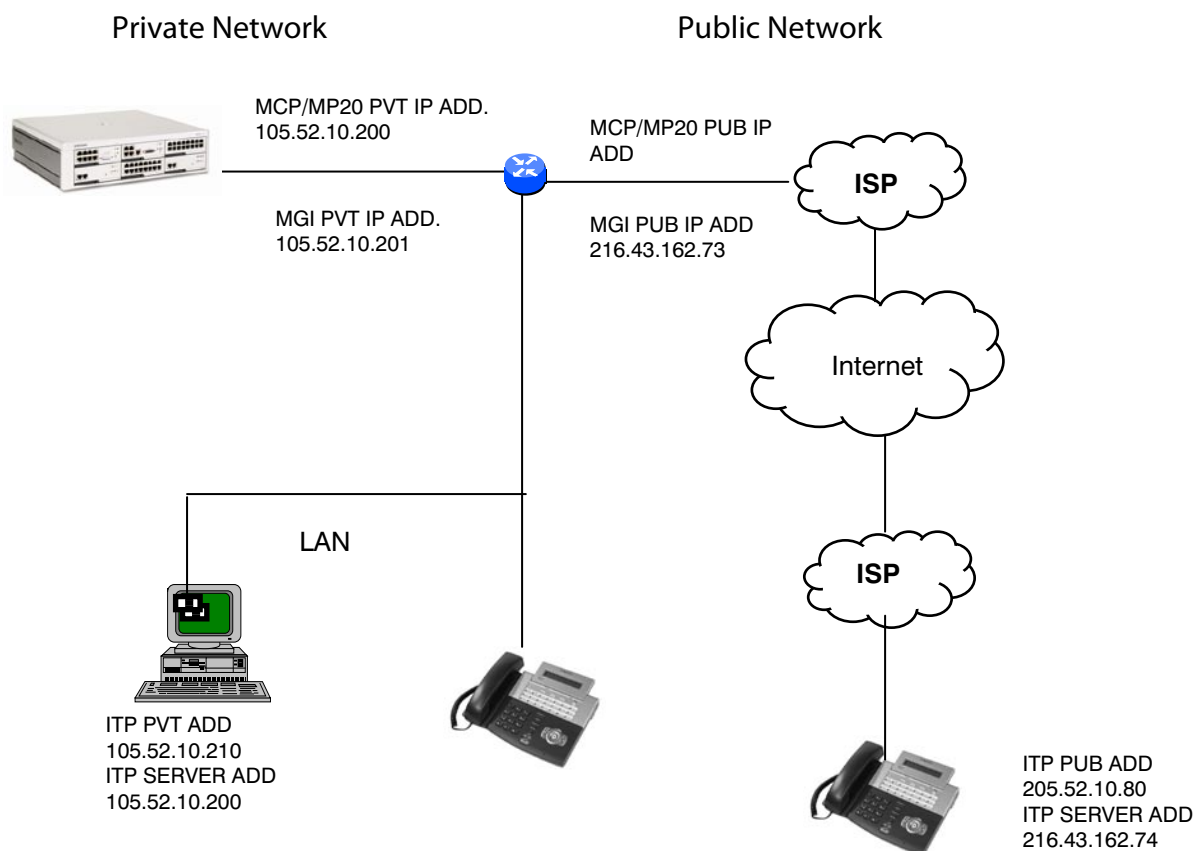 Private Network
Public Network
MCP/MP20 PVT IP ADD.
105.52.10.200
MCP/MP20 PUB IP
ADD
ISP
MGI PVT IP ADD.
105.52.10.201
MGI PUB IP ADD
216.43.162.73
Internet
LAN
ISP
ITP PVT ADD
105.52.10.210
ITP SERVER ADD
105.52.10.200
ITP PUB ADD
205.52.10.80
ITP SERVER ADD
216.43.162.74